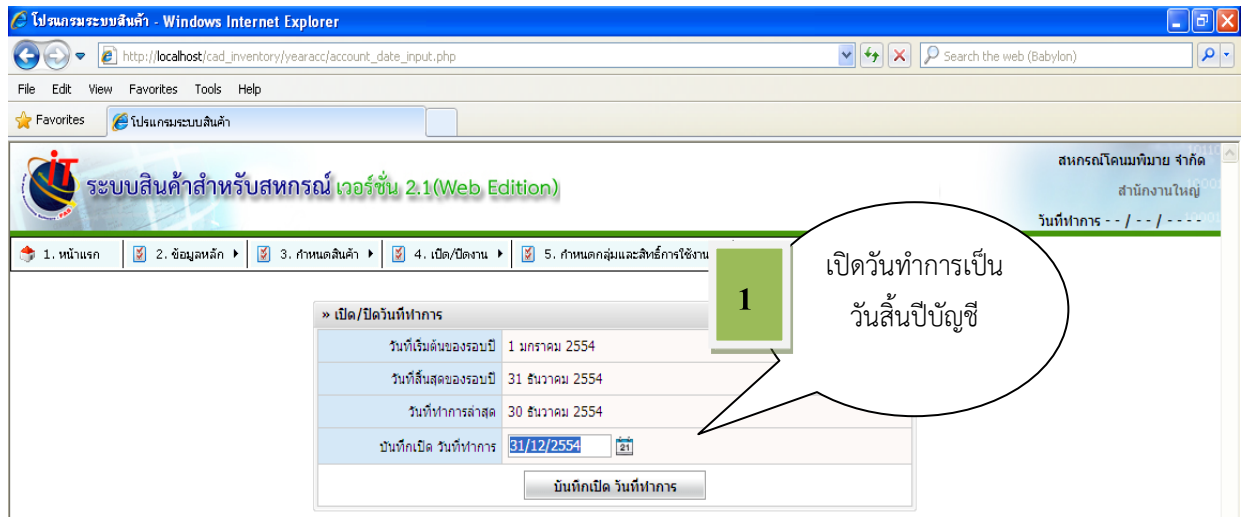 โปรแกรมระบบสินค้า - Windows Internet Explorer
http://localhost/cad_inventory/yearacc/account_date_input.php
Search the web (Babylon)
File Edit View Favorites Tools Help
Favorites โปรแกรมระบบสินค้า
สหกรณ์โคนมพิมาย จำกัด
ระบบสินค้าสำหรับสหกรณ์ เวอร์ชั่น 2.1(Web Edition)
สำนักงานใหญ่
วันที่ทำการ - - / - - / - - - -
1. หน้าแรก 2. ข้อมูลหลัก 3. กำหนดสินค้า 4. เปิด/ปิดงาน 5. กำหนดกลุ่มและสิทธิ์การใช้งาน
1
เปิดวันทำการเป็น
วันสิ้นปีบัญชี
» เปิด/ปิดวันที่ทำการ
วันที่เริ่มต้นของรอบปี 1 มกราคม 2554
วันที่สิ้นสุดของรอบปี 31 ธันวาคม 2554
วันที่ทำการล่าสุด 30 ธันวาคม 2554
บันทึกเปิด วันที่ทำการ 31/12/2554
บันทึกเปิด วันที่ทำการ